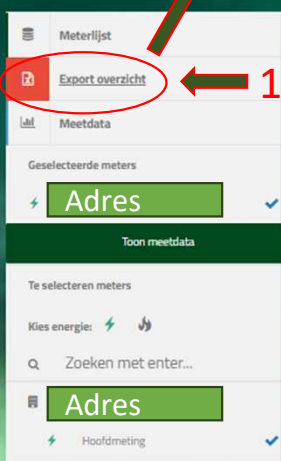 Meterlijst
Export overzicht
1
Meetdata
Geselecteerde meters
Adres
Toon meetdata
Te selecteren meters
Kies energie:
Zoeken met enter...
Adres
Hoofdmeting